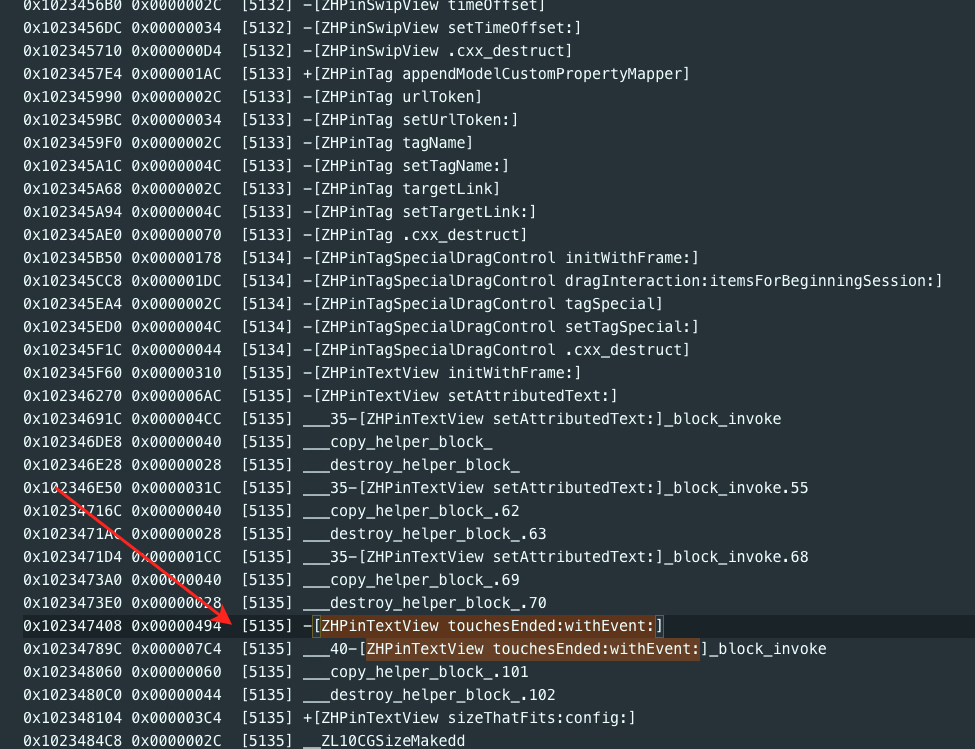 0x1023456B0 0x0000002C [5132] -[ZHPinSwipView timeOffset]
0x1023456DC 0x00000034 [5132] -[ZHPinSwipView setTimeOffset:]
0x102345710 0x000000D4 [5132] -[ZHPinSwipView .cxx_destruct]
0x1023457E4 0x000001AC [5133] +[ZHPinTag appendModelCustomPropertyMapper]
0x102345990 0x0000002C [5133] -[ZHPinTag urlToken]
0x1023459BC 0x00000034 [5133] -[ZHPinTag setUrlToken:]
0x1023459F0 0x0000002C [5133] -[ZHPinTag tagName]
0x102345A1C 0x0000004C [5133] -[ZHPinTag setTagName:]
0x102345A68 0x0000002C [5133] -[ZHPinTag targetLink]
0x102345A94 0x0000004C [5133] -[ZHPinTag setTargetLink:]
0x102345AE0 0x00000070 [5133] -[ZHPinTag .cxx_destruct]
0x102345B50 0x00000178 [5134] -[ZHPinTagSpecialDragControl initWithFrame:]
0x102345CC8 0x000001DC [5134] -[ZHPinTagSpecialDragControl dragInteraction:itemsForBeginningSession:]
0x102345EA4 0x0000002C [5134] -[ZHPinTagSpecialDragControl tagSpecial]
0x102345ED0 0x0000004C [5134] -[ZHPinTagSpecialDragControl setTagSpecial:]
0x102345F1C 0x00000044 [5134] -[ZHPinTagSpecialDragControl .cxx_destruct]
0x102345F60 0x00000310 [5135] -[ZHPinTextView initWithFrame:]
0x102346270 0x000006AC [5135] -[ZHPinTextView setAttributedText:]
0x10234691C 0x000004CC [5135] ___35-[ZHPinTextView setAttributedText:]_block_invoke
0x102346DE8 0x00000040 [5135] ___copy_helper_block_
0x102346E28 0x00000028 [5135] ___destroy_helper_block_
0x102346E50 0x0000031C [5135] ___35-[ZHPinTextView setAttributedText:]_block_invoke.55
0x10234716C 0x00000040 [5135] ___copy_helper_block_.62
0x1023471AC 0x00000028 [5135] ___destroy_helper_block_.63
0x1023471D4 0x000001CC [5135] ___35-[ZHPinTextView setAttributedText:]_block_invoke.68
0x1023473A0 0x00000040 [5135] ___copy_helper_block_.69
0x1023473E0 0x00000028 [5135] ___destroy_helper_block_.70
0x102347408 0x00000494 [5135] -[ZHPinTextView touchesEnded:withEvent:]
0x10234789C 0x000007C4 [5135] ___40-[ZHPinTextView touchesEnded:withEvent:]_block_invoke
0x102348060 0x00000060 [5135] ___copy_helper_block_.101
0x1023480C0 0x00000044 [5135] ___destroy_helper_block_.102
0x102348104 0x000003C4 [5135] +[ZHPinTextView sizeThatFits:config:]
0x1023484C8 0x0000002C [5135] __ZL10CGSizeMakedd